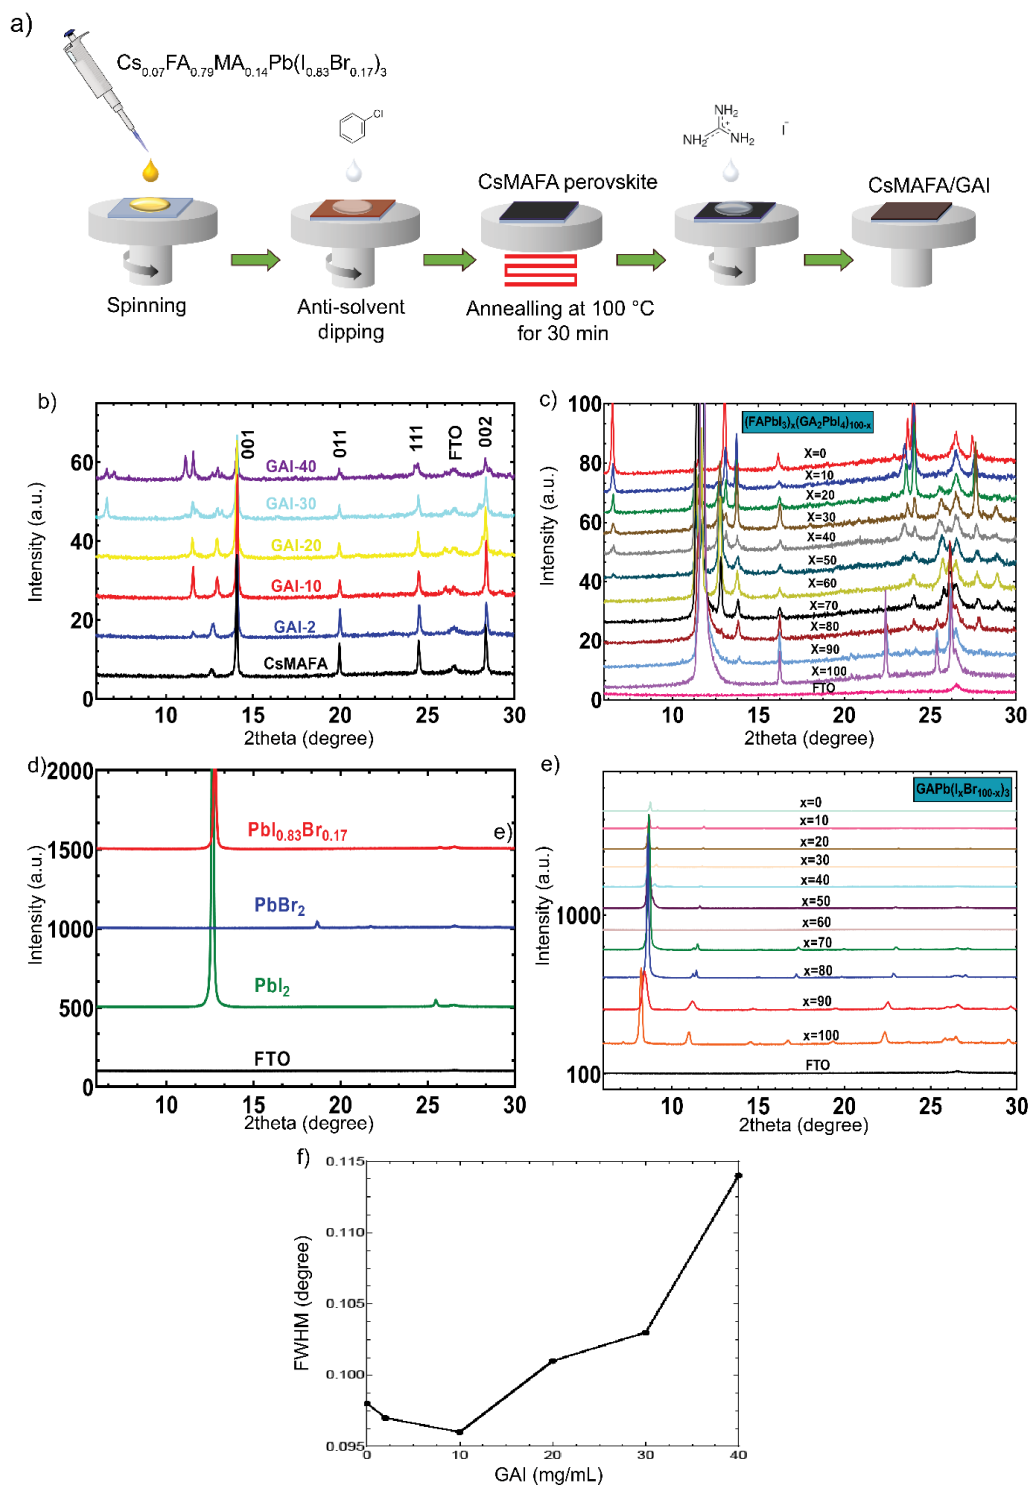 a)
Cs0.07FA0.79MA0.14Pb(I0.83Br0.17)3
Cl
NH2
NH2
NH2
+
I-
CsMAFA perovskite
CsMAFA/GAI
Spinning
Anti-solvent
dipping
Annealling at 100 °C
for 30 min
b)
Intensity (a.u.)
60
40
20
0
001
011
111
FTO
002
GAI-40
GAI-30
GAI-20
GAI-10
GAI-2
CsMAFA
10
15
20
25
30
2theta (degree)
c)
Intensity (a.u.)
100
80
60
40
20
0
(FAPbI3)x(GA2PbI4)100-x
X=0
X=10
X=20
X=30
X=40
X=50
X=60
X=70
X=80
X=90
X=100
FTO
10
15
20
25
30
2theta (degree)
d)
Intensity (a.u.)
2000
1500
1000
500
0
PbI0.83Br0.17
e)
PbBr2
PbI2
FTO
10
15
20
25
30
2theta (degree)
e)
Intensity (a.u.)
1000
100
GAPb(IxBr100-x)3
x=0
x=10
x=20
x=30
x=40
x=50
x=60
x=70
x=80
x=90
x=100
FTO
10
15
20
25
30
2theta (degree)
f)
FWHM (degree)
0.115
0.110
0.105
0.100
0.095
0
10
20
30
40
GAI (mg/mL)